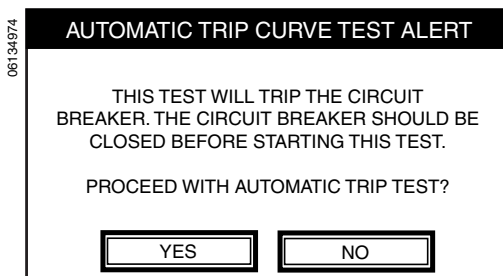 06134974
AUTOMATIC TRIP CURVE TEST ALERT
THIS TEST WILL TRIP THE CIRCUIT
BREAKER. THE CIRCUIT BREAKER SHOULD BE
CLOSED BEFORE STARTING THIS TEST.
PROCEED WITH AUTOMATIC TRIP TEST?
YES
NO